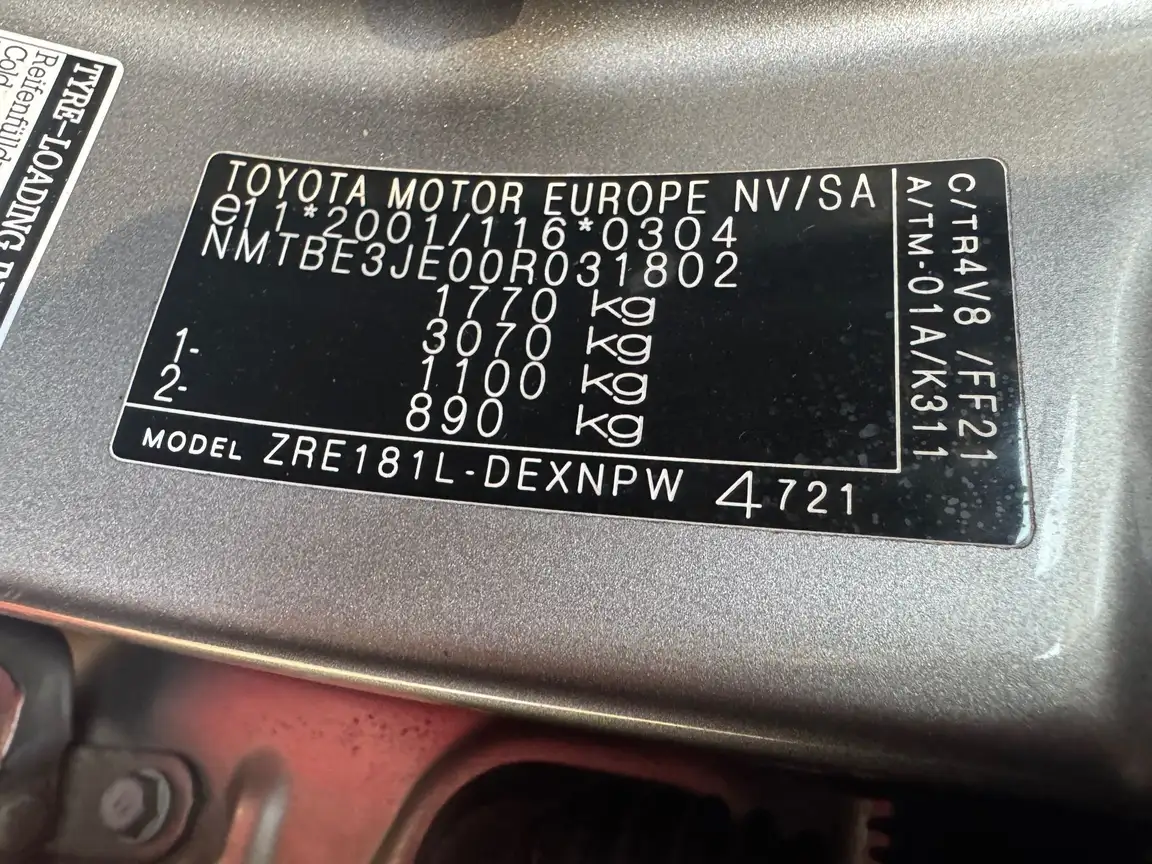 TYRE-LOADING
Reifenfülld
Cold
TOYOTA MOTOR EUROPE NV/SA
e11*2001/116*0304
NMTBE3JE00R031802
1770 kg
3070 kg
1- 1100 kg
2- 890 kg
MODEL ZRE181L-DEXNPW 4721
C/TR4V8 /FF21
A/TM-01A/K311